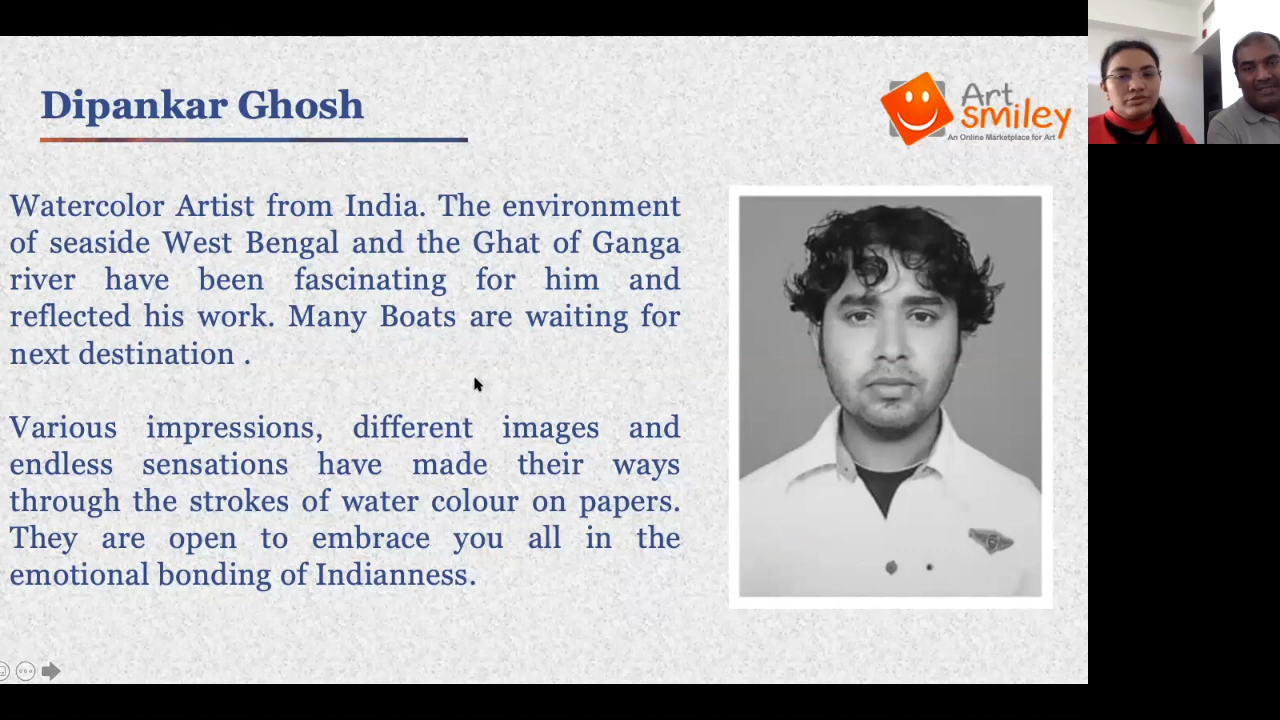 Dipankar Ghosh
Art
smiley
An Online Marketplace for Art
Watercolor Artist from India. The environment
of seaside West Bengal and the Ghat of Ganga
river have been fascinating for him and
reflected his work. Many Boats are waiting for
next destination .
Various impressions, different images and
endless sensations have made their ways
through the strokes of water colour on papers.
They are open to embrace you all in the
emotional bonding of Indianness.